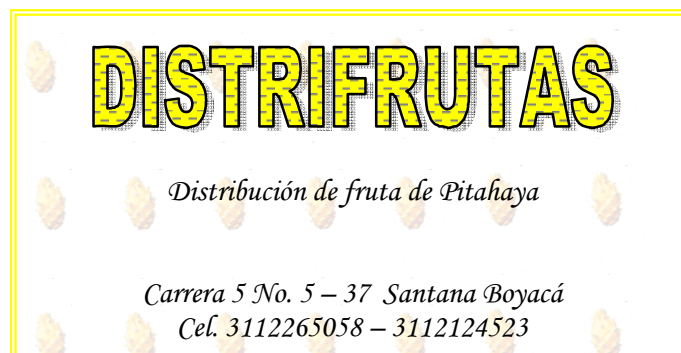 DISTRIFRUTAS
Distribución de fruta de Pitahaya
Carrera 5 No. 5 – 37 Santana Boyacá
Cel. 3112265058 – 3112124523